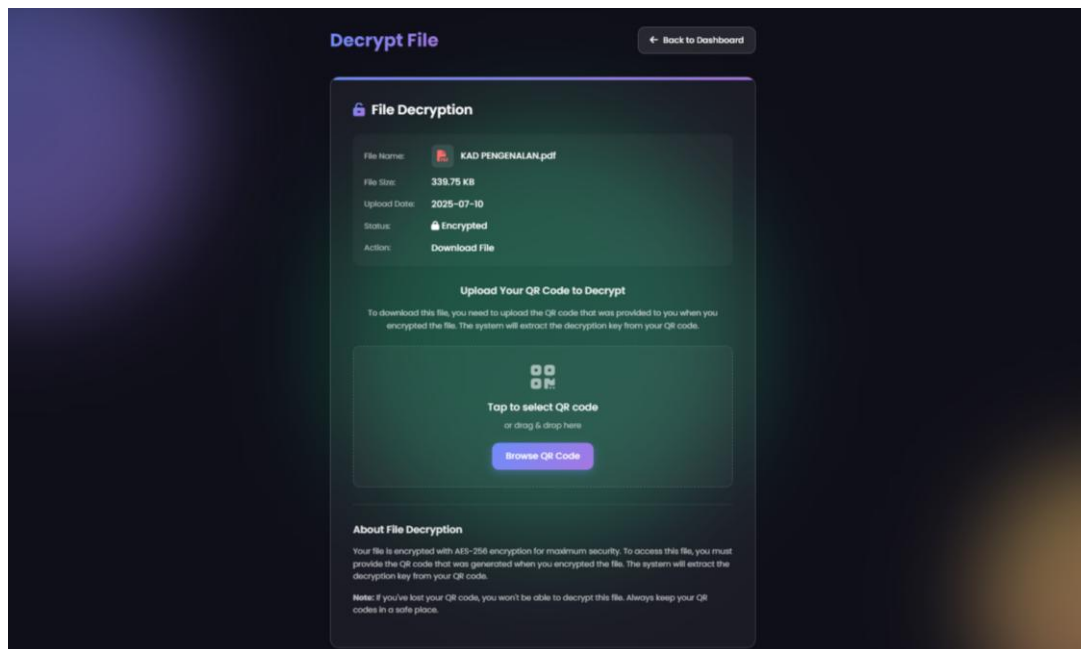 Decrypt File
← Back to Dashboard
File Decryption
File Name: KAD PENGENALAN.pdf
File Size: 339.75 KB
Upload Date: 2025-07-10
Status: Encrypted
Action: Download File
Upload Your QR Code to Decrypt
To download this file, you need to upload the QR code that was provided to you when you
encrypted the file. The system will extract the decryption key from your QR code.
Tap to select QR code
or drag & drop here
Browse QR Code
About File Decryption
Your file is encrypted with AES-256 encryption for maximum security. To access this file, you must
provide the QR code that was generated when you encrypted the file. The system will extract the
decryption key from your QR code.
Note: If you've lost your QR code, you won't be able to decrypt this file. Always keep your QR
codes in a safe place.